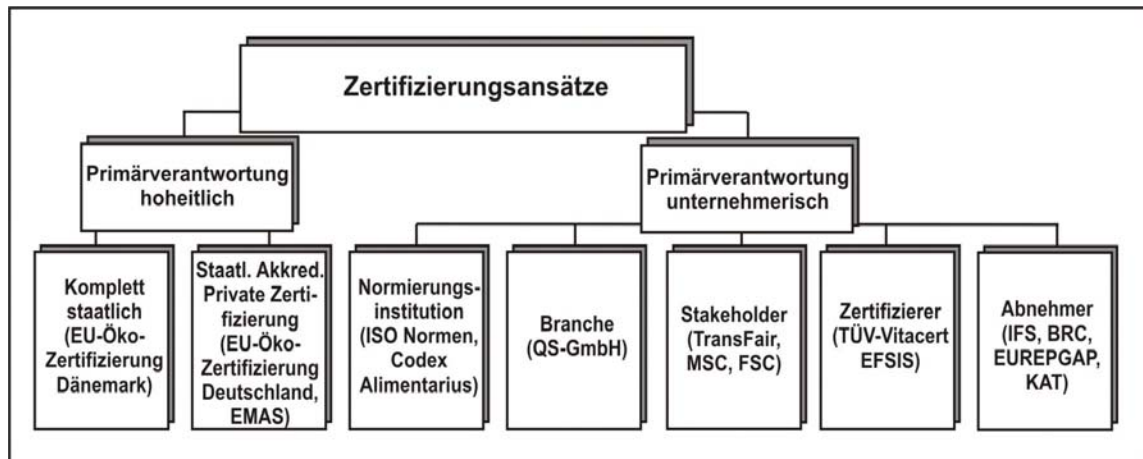 Zertifizierungsansätze
Primärverantwortung
hoheitlich
Primärverantwortung
unternehmerisch
Komplett
staatlich
(EU-Öko-
Zertifizierung
Dänemark)
Staatl. Akkred.
Private Zerti-
fizierung
(EU-Öko-
Zertifizierung
Deutschland,
EMAS)
Normierungs-
institution
(ISO Normen,
Codex
Alimentarius)
Branche
(QS-GmbH)
Stakeholder
(TransFair,
MSC, FSC)
Zertifizierer
(TÜV-Vitacert
EFSIS)
Abnehmer
(IFS, BRC,
EUREPGAP,
KAT)